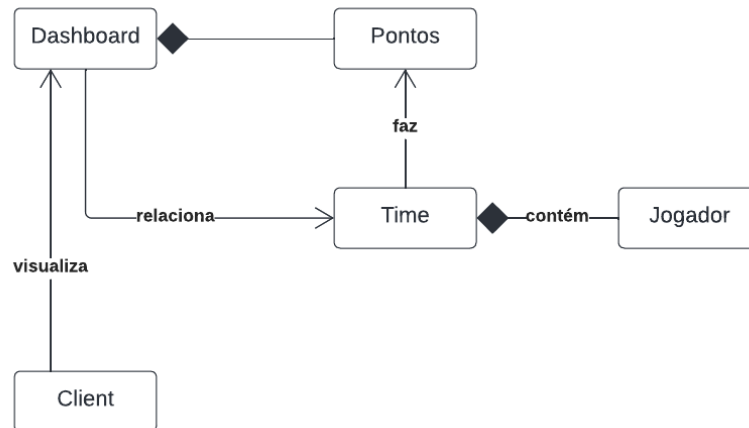 Dashboard
Pontos
faz
relaciona
Time
contém
Jogador
visualiza
Client